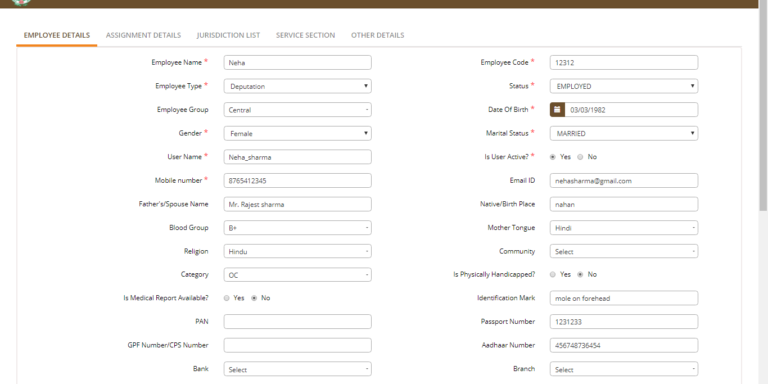 EMPLOYEE DETAILS ASSIGNMENT DETAILS JURISDICTION LIST SERVICE SECTION OTHER DETAILS
Employee Name * Neha Employee Code * 12312
Employee Type * Deputation Status * EMPLOYED
Employee Group Central Date Of Birth * 03/03/1982
Gender * Female Marital Status * MARRIED
User Name * Neha_sharma Is User Active? * Yes No
Mobile number * 8765412345 Email ID nehasharma@gmail.com
Father's/Spouse Name Mr. Rajest sharma Native/Birth Place nahan
Blood Group B+ Mother Tongue Hindi
Religion Hindu Community Select
Category OC Is Physically Handicapped? Yes No
Is Medical Report Available? Yes No Identification Mark mole on forehead
PAN Passport Number 1231233
GPF Number/CPS Number Aadhaar Number 456748736454
Bank Select Branch Select